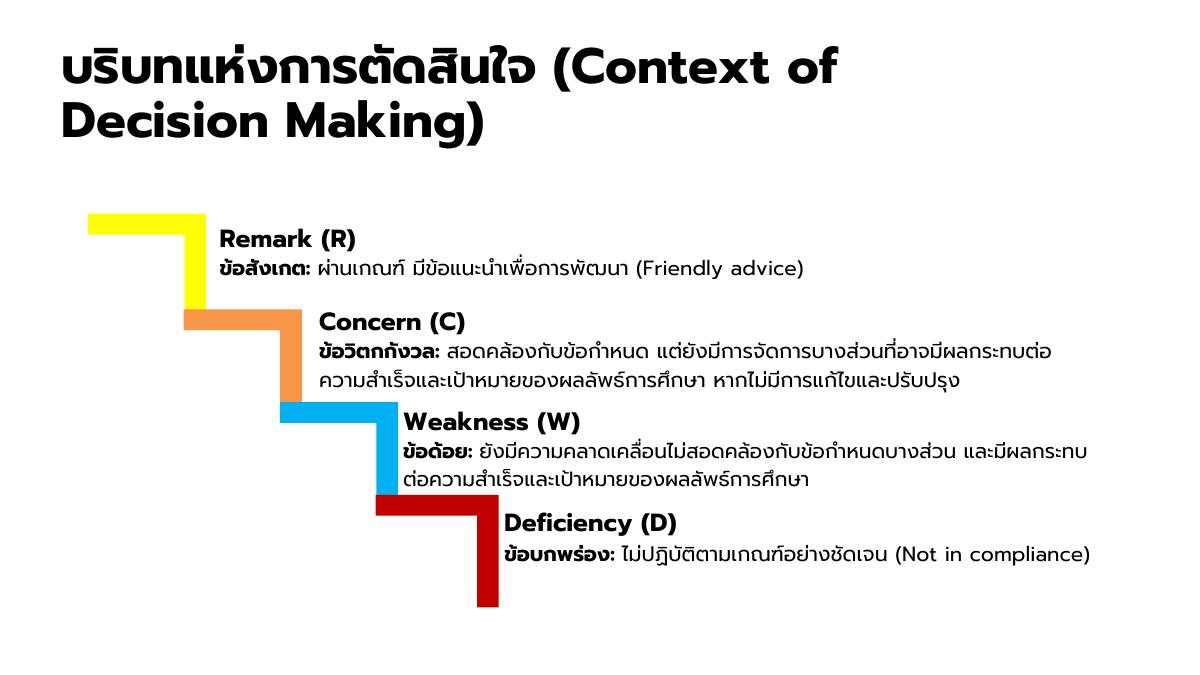 บริบทแห่งการตัดสินใจ (Context of
Decision Making)
Remark (R)
ข้อสังเกต: ผ่านเกณฑ์ มีข้อแนะนำเพื่อการพัฒนา (Friendly advice)
Concern (C)
ข้อวิตกกังวล: สอดคล้องกับข้อกำหนด แต่ยังมีการจัดการบางส่วนที่อาจมีผลกระทบต่อ
ความสำเร็จและเป้าหมายของผลลัพธ์การศึกษา หากไม่มีการแก้ไขและปรับปรุง
Weakness (W)
ข้อด้อย: ยังมีความคลาดเคลื่อนไม่สอดคล้องกับข้อกำหนดบางส่วน และมีผลกระทบ
ต่อความสำเร็จและเป้าหมายของผลลัพธ์การศึกษา
Deficiency (D)
ข้อบกพร่อง: ไม่ปฏิบัติตามเกณฑ์อย่างชัดเจน (Not in compliance)